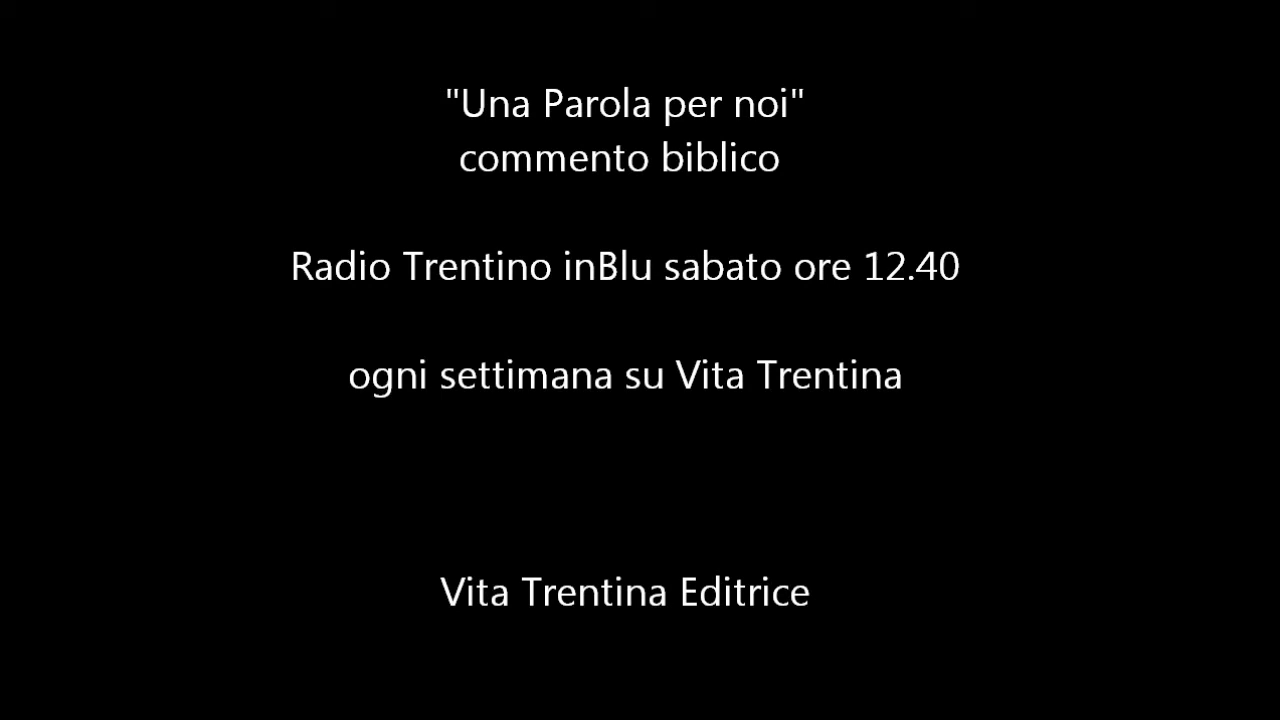 "Una Parola per noi"
commento biblico
Radio Trentino inBlu sabato ore 12.40
ogni settimana su Vita Trentina
Vita Trentina Editrice